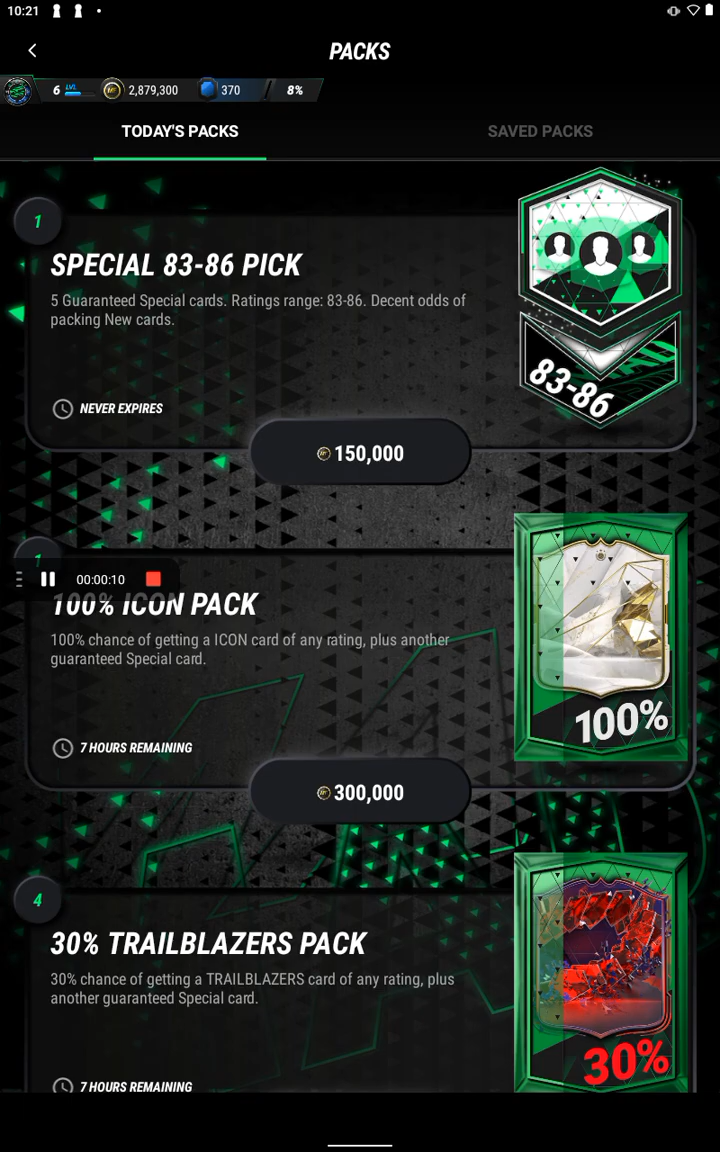 10:21
PACKS
6 LVL 2,879,300 370 8%
TODAY'S PACKS SAVED PACKS
1
SPECIAL 83-86 PICK
5 Guaranteed Special cards. Ratings range: 83-86. Decent odds of
packing New cards.
83-86
NEVER EXPIRES
150,000
1
00:00:10
100% ICON PACK
100% chance of getting a ICON card of any rating, plus another
guaranteed Special card.
100%
7 HOURS REMAINING
300,000
4
30% TRAILBLAZERS PACK
30% chance of getting a TRAILBLAZERS card of any rating, plus
another guaranteed Special card.
30%
7 HOURS REMAINING